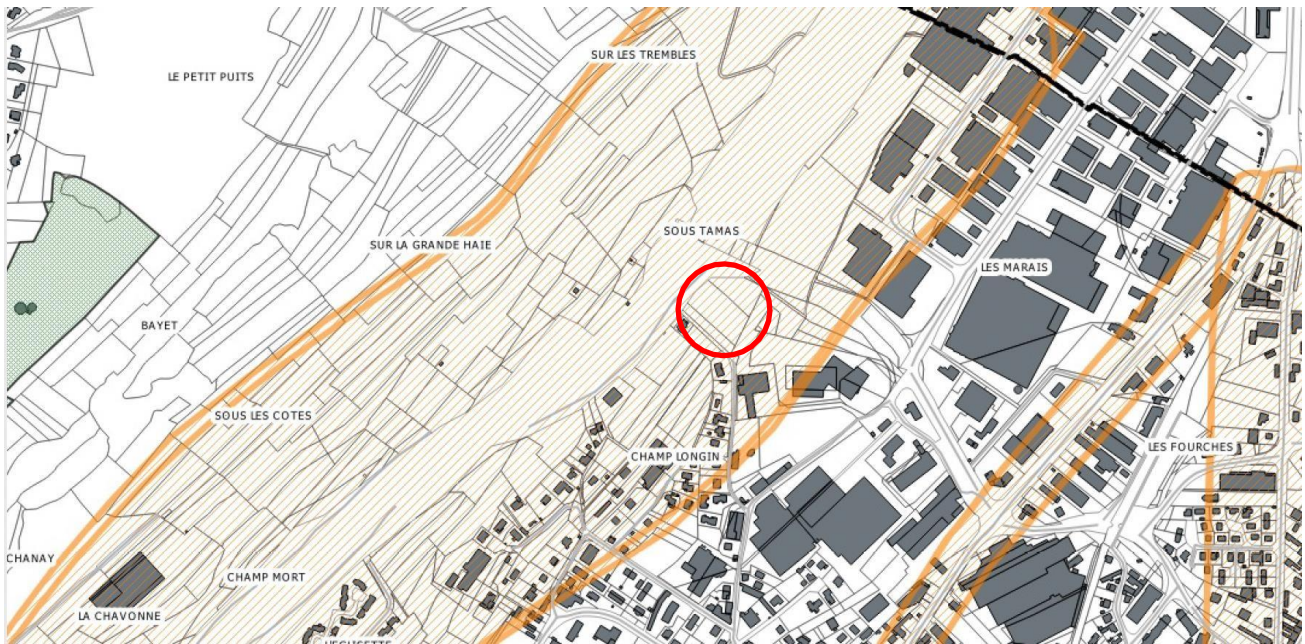 SUR LES TREMBLES
LE PETIT PUITS
SOUS TAMAS
SUR LA GRANDE HAIE
LES MARAIS
BAYET
SOUS LES COTES
LES FOURCHES
CHAMP LONGIN
CHANAY
CHAMP MORT
LA CHAVONNE